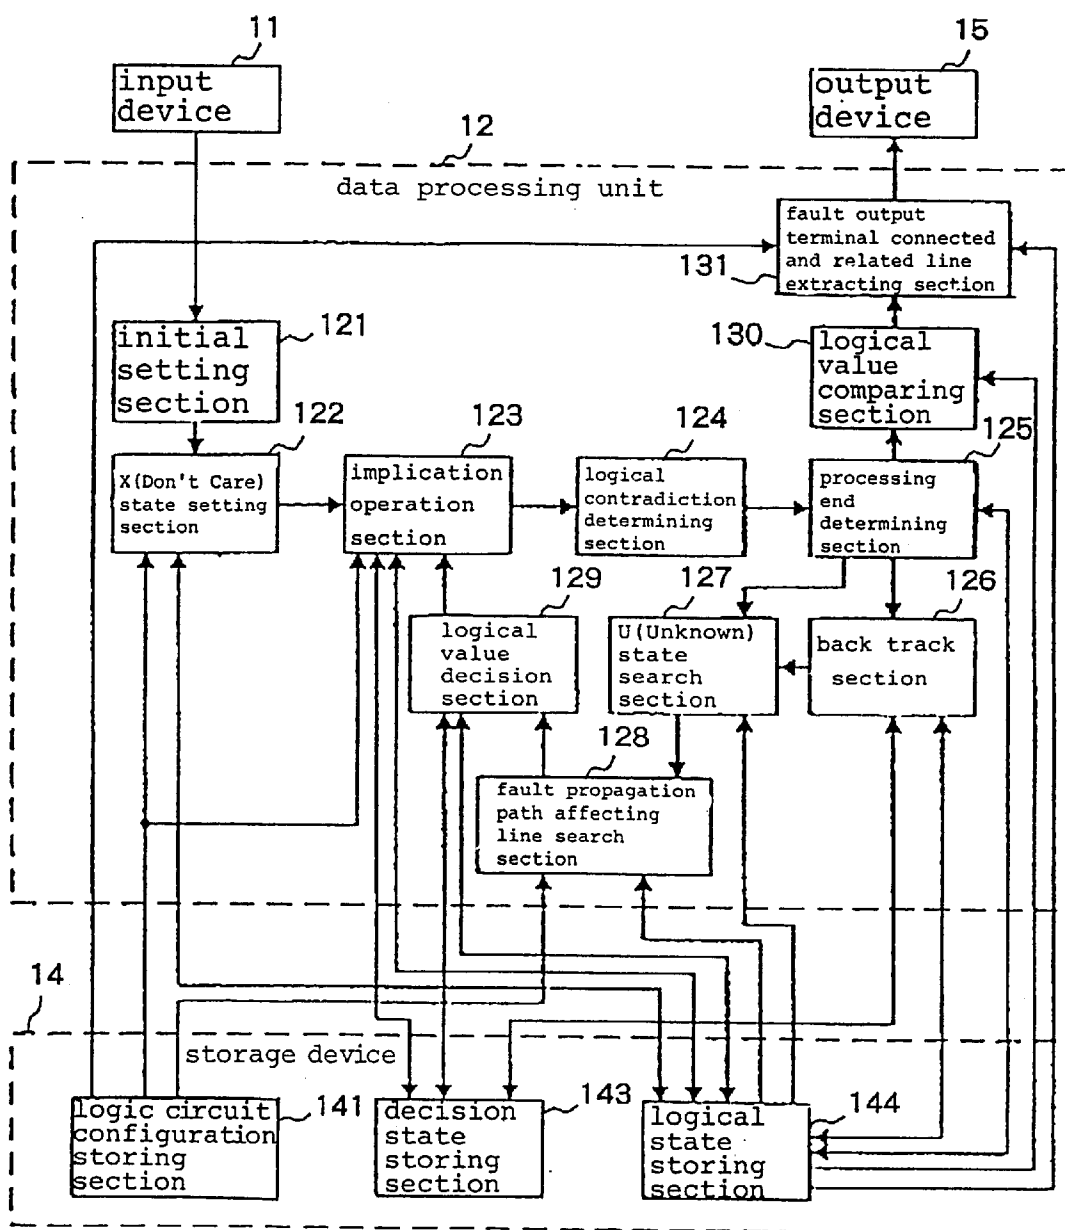 11
15
input
device
output
device
12
data processing unit
fault output
terminal connected
and related line
extracting section
131
initial
setting
section
121
130
logical
value
comparing
section
122
123
124
125
X(Don't Care)
state setting
section
implication
operation
section
logical
contradiction
determining
section
processing
end
determining
section
129
127
126
logical
value
decision
section
U(Unknown)
state
search
section
back track
section
128
fault propagation
path affecting
line search
section
14
storage device
logic circuit
configuration
storing
section
141
decision
state
storing
section
143
logical
state
storing
section
144